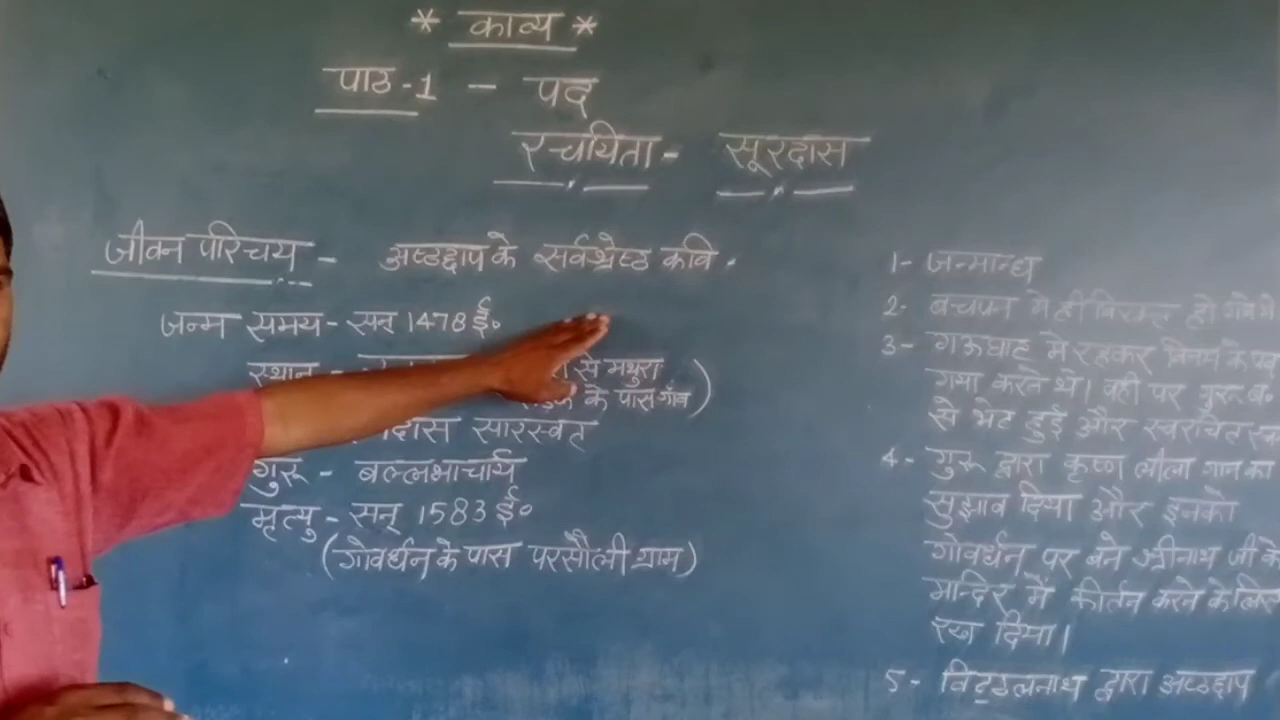 * काव्य *
पाठ-1 - पद
रचयिता - सूरदास
जीवन परिचय - अष्टछाप के सर्वश्रेष्ठ कवि -
जन्म समय - सन् 1478 ई०
स्थान - से मथुरा
के पास गाँव)
सारस्वत
गुरू - बल्लभाचार्य
मृत्यु - सन् 1583 ई०
(गोवर्धन के पास परसौली ग्राम)
1- जन्मान्ध
2- बचपन में ही विरक्त हो
3- गऊघाट में रहकर विनय के पद
गया करते थे। वहीं पर गुरू ब.
से भेट हुई और स्वरचित
4- गुरू द्वारा कृष्ण लीला गान का
सुझाव दिया और इनको
गोवर्धन पर बने श्रीनाथ जी के
मान्दिर में कीर्तन करने के
रख दिया।
5- विट्ठलनाथ द्वारा अष्टछाप